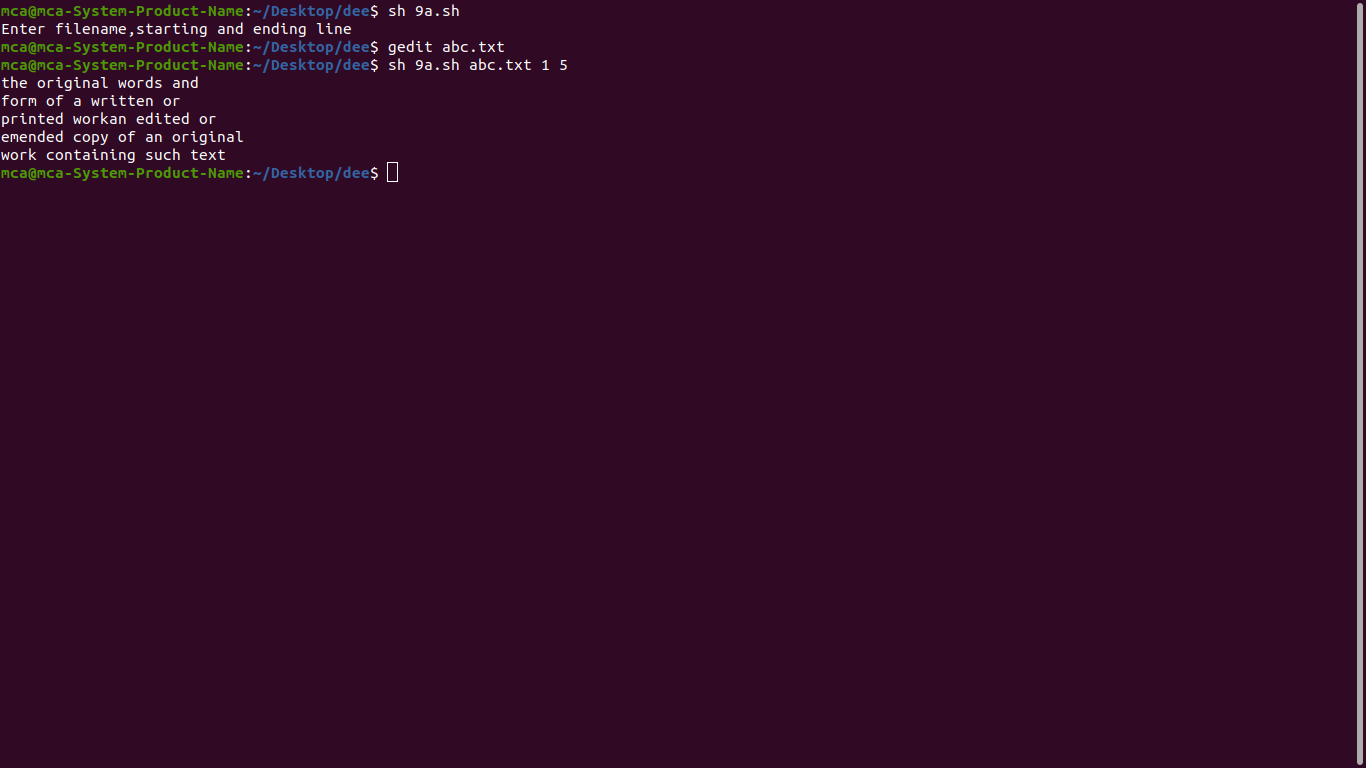 mca@mca-System-Product-Name:~/Desktop/dee$ sh 9a.sh
Enter filename,starting and ending line
mca@mca-System-Product-Name:~/Desktop/dee$ gedit abc.txt
mca@mca-System-Product-Name:~/Desktop/dee$ sh 9a.sh abc.txt 1 5
the original words and
form of a written or
printed workan edited or
emended copy of an original
work containing such text
mca@mca-System-Product-Name:~/Desktop/dee$